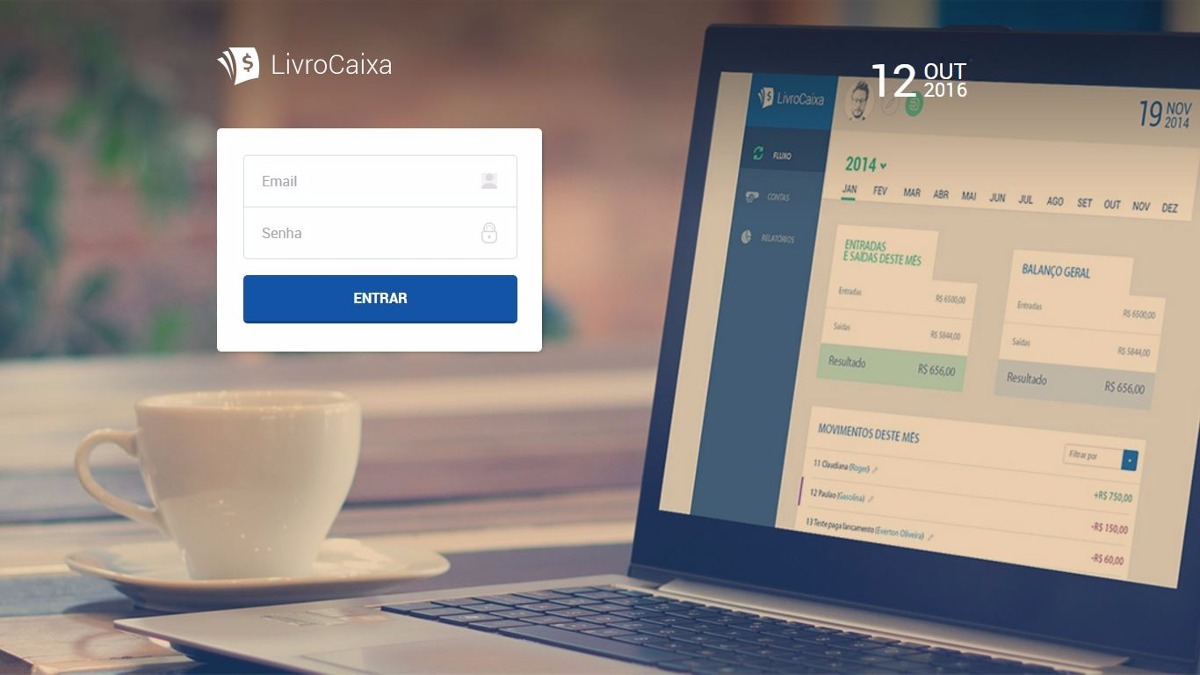 LivroCaixa
12 OUT
2016
Email
Senha
ENTRAR
LivroCaixa
19 NOV
2014
FLUXO
CONTAS
RELATÓRIOS
2014
JAN FEV MAR ABR MAI JUN JUL AGO SET OUT NOV DEZ
ENTRADAS
E SAÍDAS DESTE MÊS
Entradas R$ 6500,00
Saídas R$ 5844,00
Resultado R$ 656,00
BALANÇO GERAL
Entradas R$ 6500,00
Saídas R$ 5844,00
Resultado R$ 656,00
MOVIMENTOS DESTE MÊS
Filtrar por
11 Claudiana (Roger) +R$ 750,00
12 Paulao (Gasolina) -R$ 150,00
13 Teste paga lancamento (Everton Oliveira) -R$ 60,00